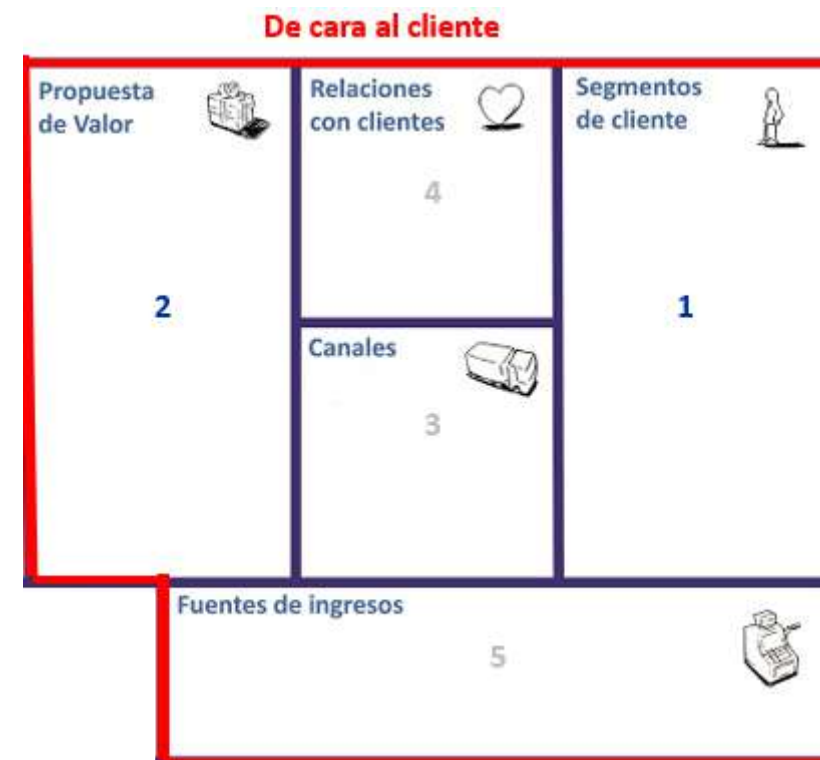 De cara al cliente
Propuesta
de Valor
2
Relaciones
con clientes
4
Canales
3
Segmentos
de cliente
1
Fuentes de ingresos
5